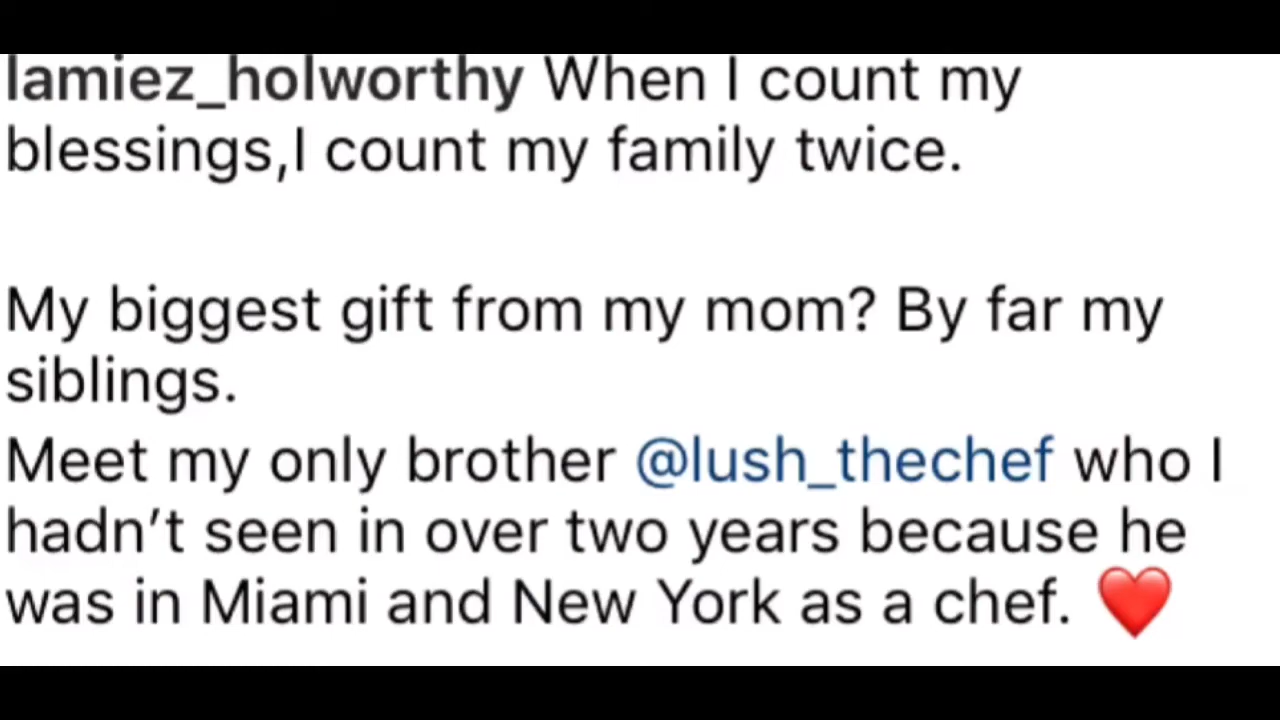 lamiez_holworthy When I count my
blessings,I count my family twice.
My biggest gift from my mom? By far my
siblings.
Meet my only brother @lush_thechef who I
hadn’t seen in over two years because he
was in Miami and New York as a chef. ❤️